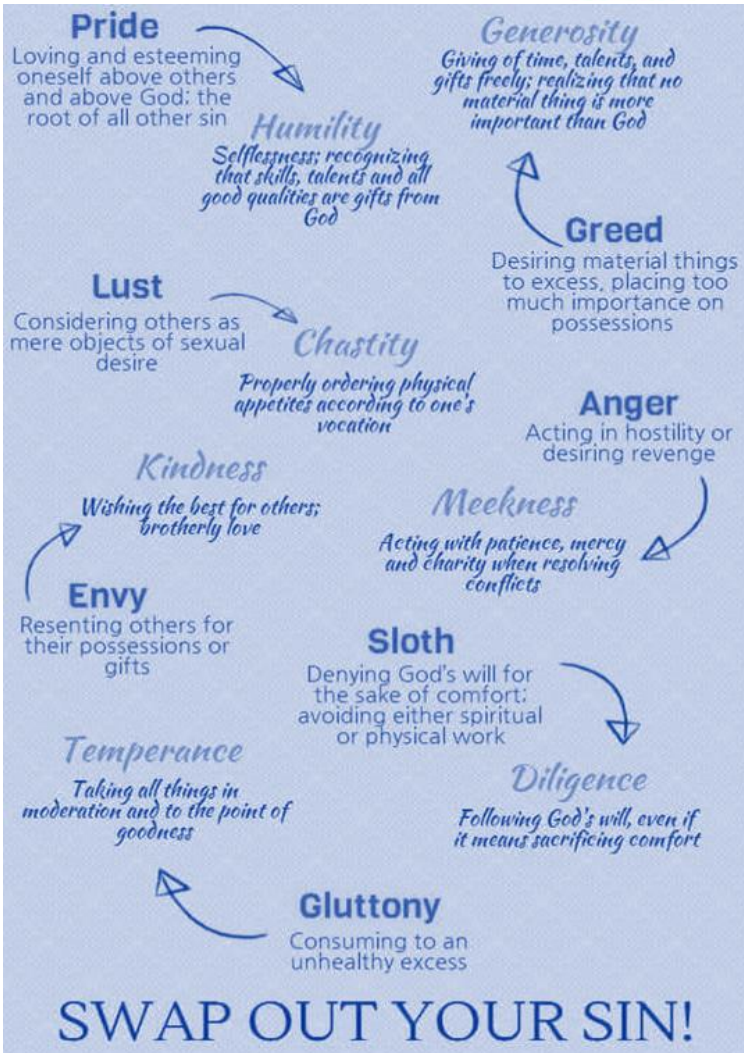 Pride
Loving and esteeming
oneself above others
and above God; the
root of all other sin
Humility
Selflessness; recognizing
that skills, talents and all
good qualities are gifts from
God
Generosity
Giving of time, talents, and
gifts freely; realizing that no
material thing is more
important than God
Greed
Desiring material things
to excess, placing too
much importance on
possessions
Lust
Considering others as
mere objects of sexual
desire
Chastity
Properly ordering physical
appetites according to one's
vocation
Anger
Acting in hostility or
desiring revenge
Kindness
Wishing the best for others;
brotherly love
Meekness
Acting with patience, mercy
and charity when resolving
conflicts
Envy
Resenting others for
their possessions or
gifts
Sloth
Denying God's will for
the sake of comfort;
avoiding either spiritual
or physical work
Temperance
Taking all things in
moderation and to the point of
goodness
Diligence
Following God's will, even if
it means sacrificing comfort
Gluttony
Consuming to an
unhealthy excess
SWAP OUT YOUR SIN!